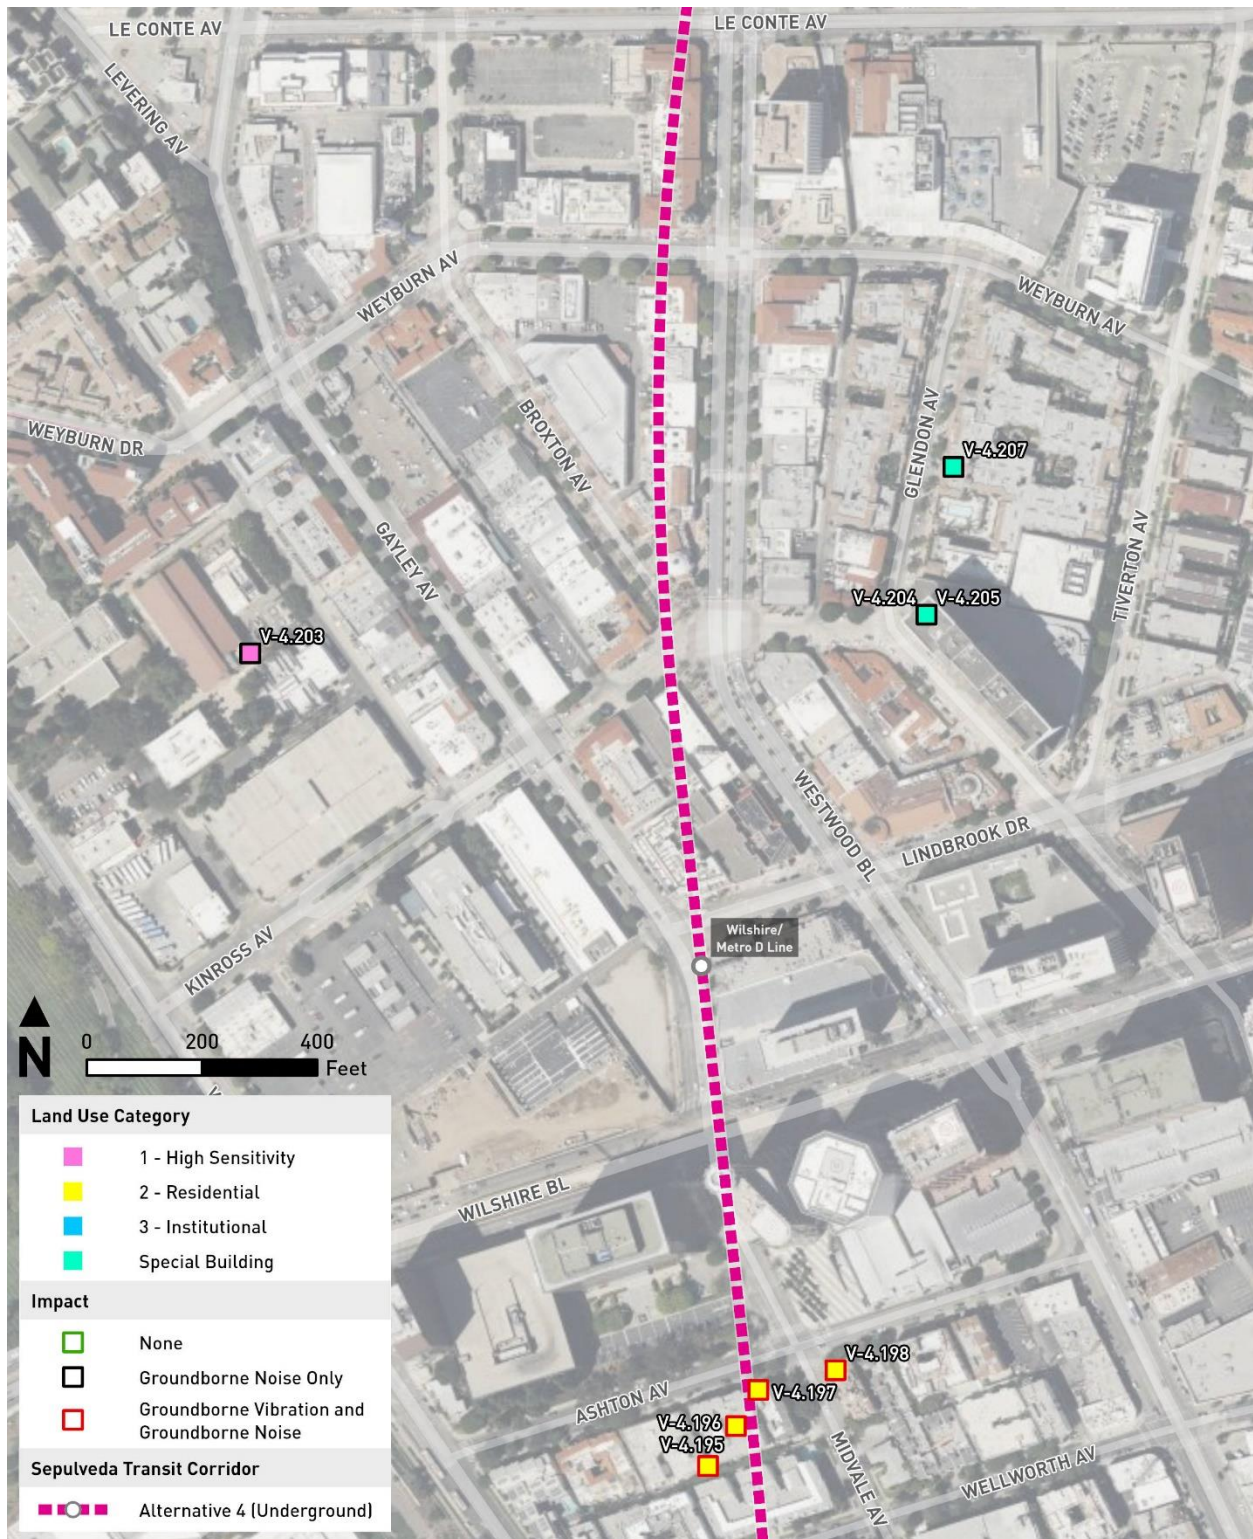 LE CONTE AV
LE CONTE AV
LEVERING AV
WEYBURN AV
WEYBURN AV
WEYBURN DR
BROXTON AV
GLENDON AV
V-4.207
GAYLEY AV
TIVERTON AV
V-4.204
V-4.205
V-4.203
WESTWOOD BL
LINDBROOK DR
Wilshire/
Metro D Line
KINROSS AV
N
0 200 400
Feet
WILSHIRE BL
V-4.198
V-4.197
ASHTON AV
V-4.196
V-4.195
MIDVALE AV
WELLWORTH AV
Land Use Category
1 - High Sensitivity
2 - Residential
3 - Institutional
Special Building
Impact
None
Groundborne Noise Only
Groundborne Vibration and
Groundborne Noise
Sepulveda Transit Corridor
Alternative 4 (Underground)